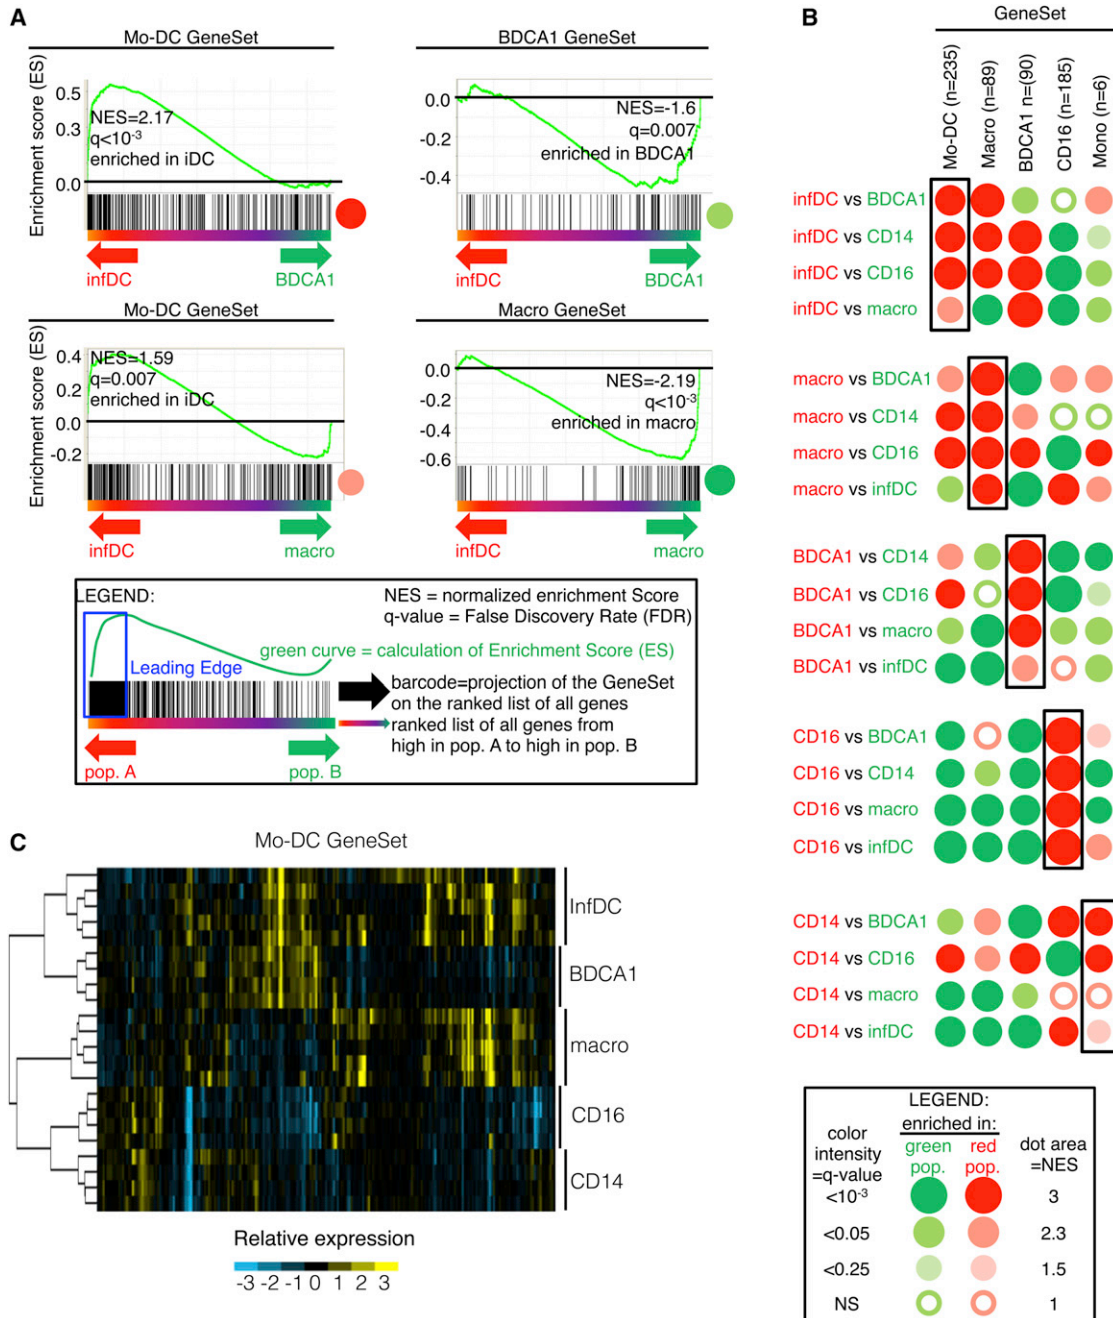 A
Mo-DC GeneSet
BDCA1 GeneSet
Enrichment score (ES)
0.5
0.3
0.0
NES=2.17
q<10-3
enriched in iDC
0.0
-0.2
-0.4
NES=-1.6
q=0.007
enriched in BDCA1
infDC
BDCA1
infDC
BDCA1
Mo-DC GeneSet
Macro GeneSet
Enrichment score (ES)
0.4
0.2
0.0
-0.2
NES=1.59
q=0.007
enriched in iDC
0.0
-0.2
-0.4
-0.6
NES=-2.19
q<10-3
enriched in macro
infDC
macro
infDC
macro
LEGEND:
NES = normalized enrichment Score
q-value = False Discovery Rate (FDR)
green curve = calculation of Enrichment Score (ES)
Leading Edge
barcode=projection of the GeneSet
on the ranked list of all genes
ranked list of all genes from
high in pop. A to high in pop. B
pop. A
pop. B
B
GeneSet
Mo-DC (n=235)
Macro (n=89)
BDCA1 n=(90)
CD16 (n=185)
Mono (n=6)
infDC vs BDCA1
infDC vs CD14
infDC vs CD16
infDC vs macro
macro vs BDCA1
macro vs CD14
macro vs CD16
macro vs infDC
BDCA1 vs CD14
BDCA1 vs CD16
BDCA1 vs macro
BDCA1 vs infDC
CD16 vs BDCA1
CD16 vs CD14
CD16 vs macro
CD16 vs infDC
CD14 vs BDCA1
CD14 vs CD16
CD14 vs macro
CD14 vs infDC
LEGEND:
enriched in:
color
intensity
=q-value
green
pop.
red
pop.
dot area
=NES
<10-3
3
<0.05
2.3
<0.25
1.5
NS
1
C
Mo-DC GeneSet
InfDC
BDCA1
macro
CD16
CD14
Relative expression
-3 -2 -1 0 1 2 3